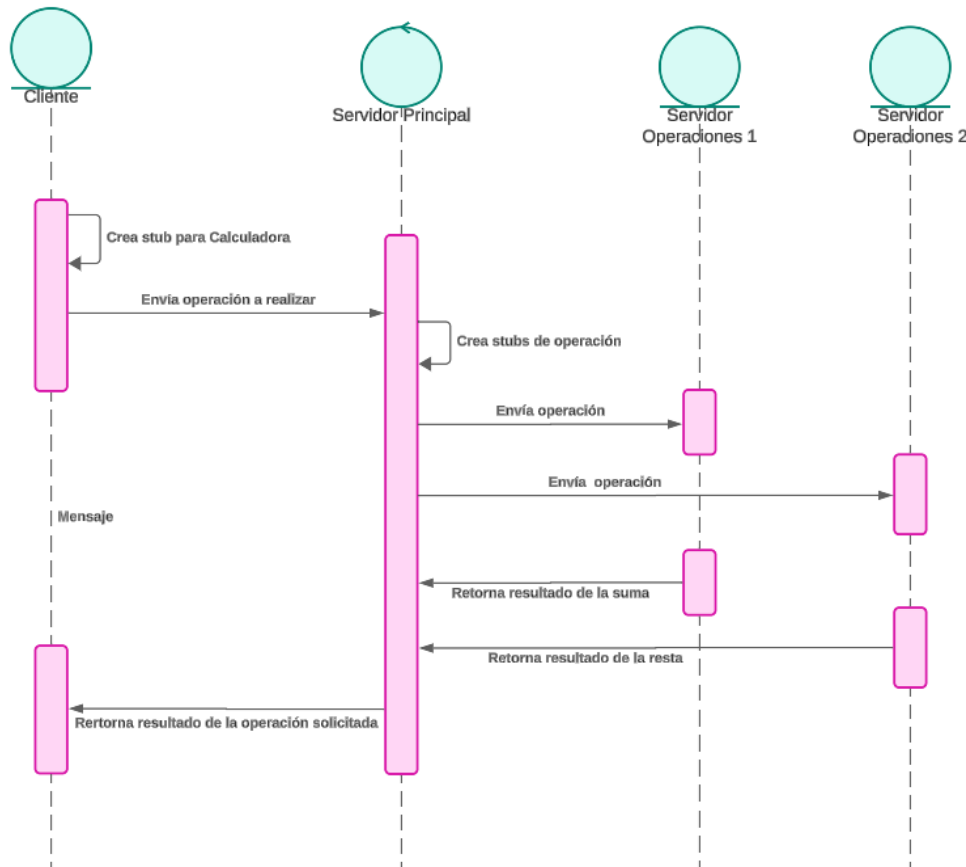 Cliente
Servidor Principal
Servidor
Operaciones 1
Servidor
Operaciones 2
Crea stub para Calculadora
Envía operación a realizar
Crea stubs de operación
Envía operación
Envía operación
Mensaje
Retorna resultado de la suma
Retorna resultado de la resta
Rertorna resultado de la operación solicitada